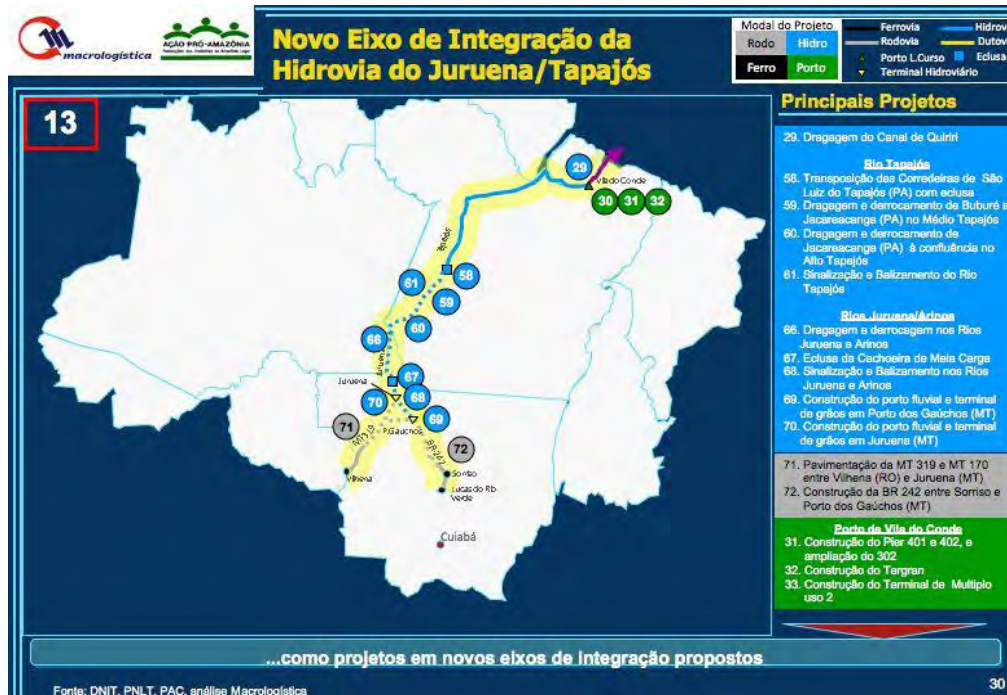 macrologística
AÇÃO PRÓ-AMAZÔNIA
Novo Eixo de Integração da
Hidrovia do Juruena/Tapajós
Modal do Projeto
Rodo Hidro
Ferro Porto
Ferrovia
Hidrov
Rodovia
Dutov
Porto L.Curso
Eclusa
Terminal Hidroviário
13
Principais Projetos
29. Dragagem do Canal de Quiriri
Rio Tapajós
58. Transposição das Corredeiras de São
Luiz do Tapajós (PA) com eclusa
59. Dragagem e derrocamento de Buburé a
Jacareacanga (PA) no Médio Tapajós
60. Dragagem e derrocamento de
Jacareacanga (PA) à confluência no
Alto Tapajós
61. Sinalização e Balizamento do Rio
Tapajós
Rios Juruena/Arinos
66. Dragagem e derrocagem nos Rios
Juruena e Arinos
67. Eclusa da Cachoeira de Meia Carga
68. Sinalização e Balizamento nos Rios
Juruena e Arinos
69. Construção do porto fluvial e terminal
de grãos em Porto dos Gaúchos (MT)
70. Construção do porto fluvial e terminal
de grãos em Juruena (MT)
71. Pavimentação da MT 319 e MT 170
entre Vilhena (RO) e Juruena (MT)
72. Construção da BR 242 entre Sorriso e
Porto dos Gaúchos (MT)
Porto de Vila do Conde
31. Construção do Pier 401 e 402, e
ampliação do 302
32. Construção do Tergran
33. Construção do Terminal de Multiplo
uso 2
29
Vila do Conde
30 31 32
Tapajós
58
61
59
60
66
Juruena
67
Juruena
68
70
69
P.Gauchos
71
BR-242
72
Vilhena
Sorriso
Lucas do Rio
Verde
Cuiabá
...como projetos em novos eixos de integração propostos
Fonte: DNIT, PNLT, PAC, análise Macrologística
30